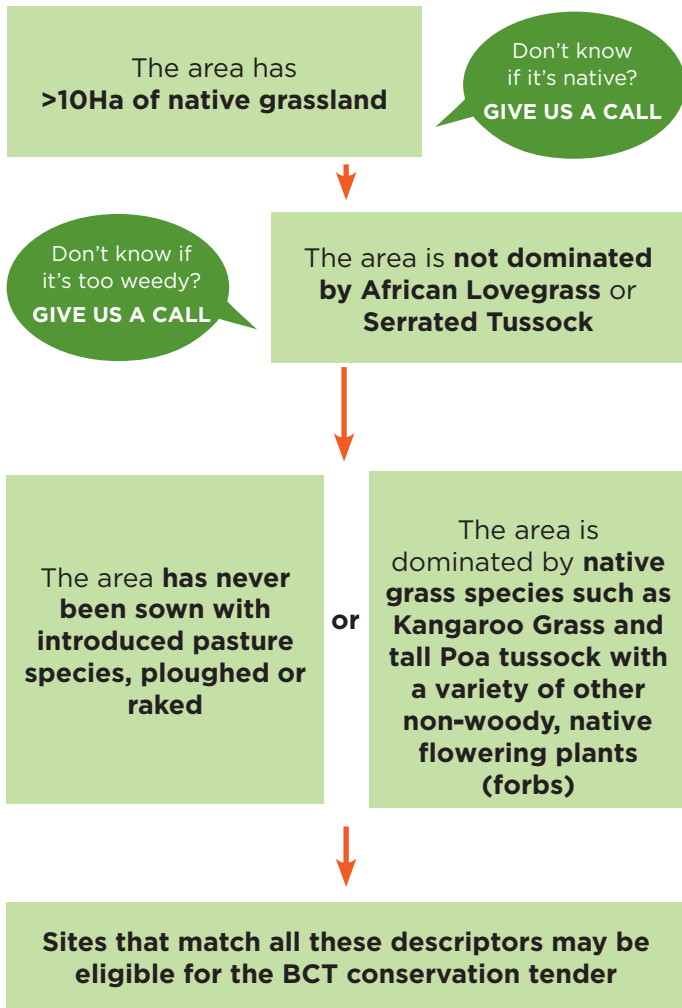 The area has
>10Ha of native grassland
Don't know
if it's native?
GIVE US A CALL
Don't know if
it's too weedy?
GIVE US A CALL
The area is not dominated
by African Lovegrass or
Serrated Tussock
The area has never
been sown with
introduced pasture
species, ploughed or
raked
or
The area is
dominated by native
grass species such as
Kangaroo Grass and
tall Poa tussock with
a variety of other
non-woody, native
flowering plants
(forbs)
Sites that match all these descriptors may be
eligible for the BCT conservation tender